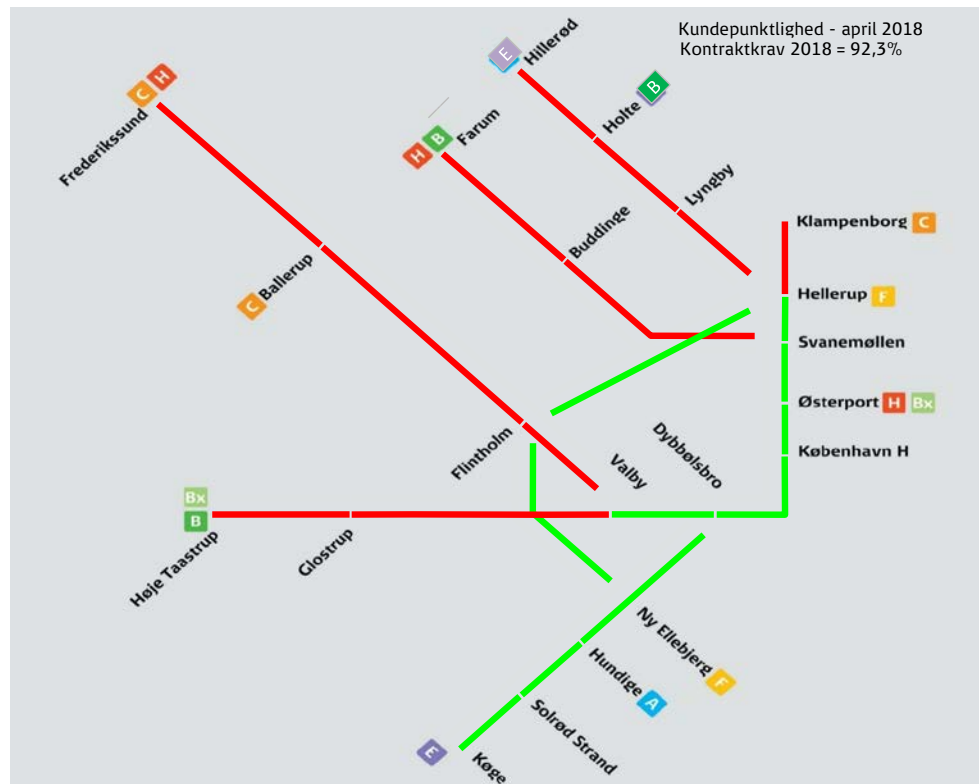 Kundepunktlighed - april 2018
Kontraktkrav 2018 = 92,3%
E
Hillerød
C H
Frederikssund
B
Holte
H B
Farum
Lyngby
Buddinge
Klampenborg C
C Ballerup
Hellerup F
Svanemøllen
Østerport H Bx
Dybbølsbro
Flintholm
Valby
København H
Bx
B
Høje Taastrup
Glostrup
Ny Ellebjerg F
Hundige A
Solrød Strand
E
Køge